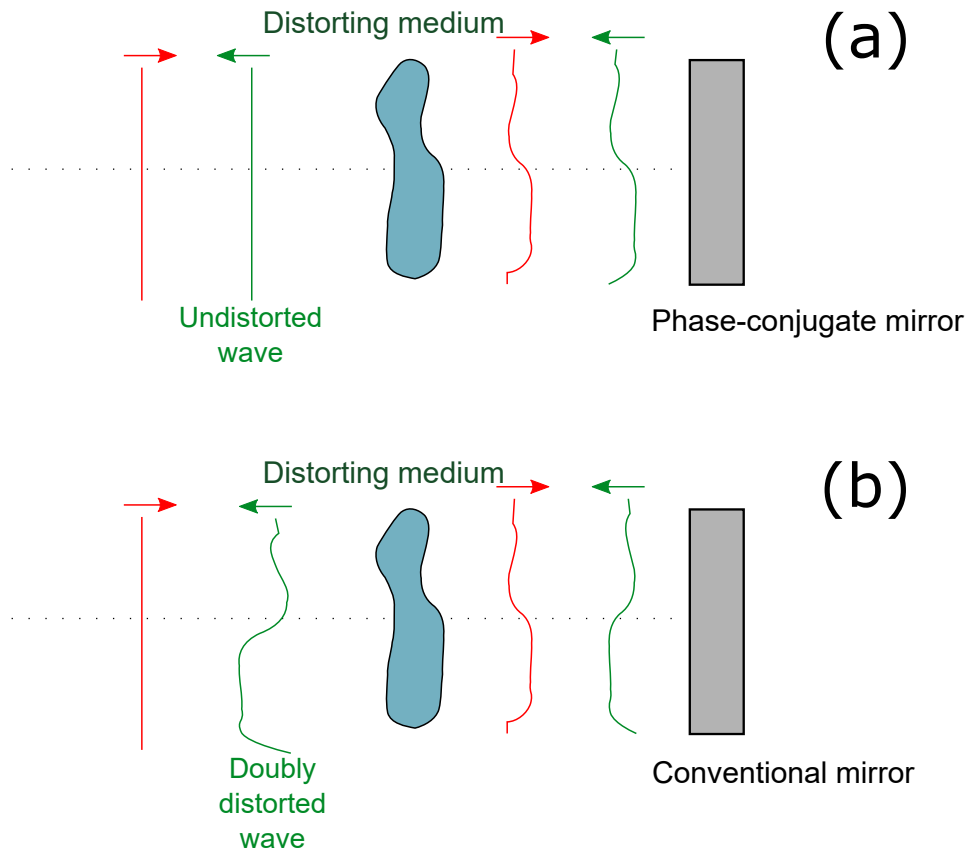 Distorting medium
(a)
Undistorted
wave
Phase-conjugate mirror
Distorting medium
(b)
Doubly
distorted
wave
Conventional mirror